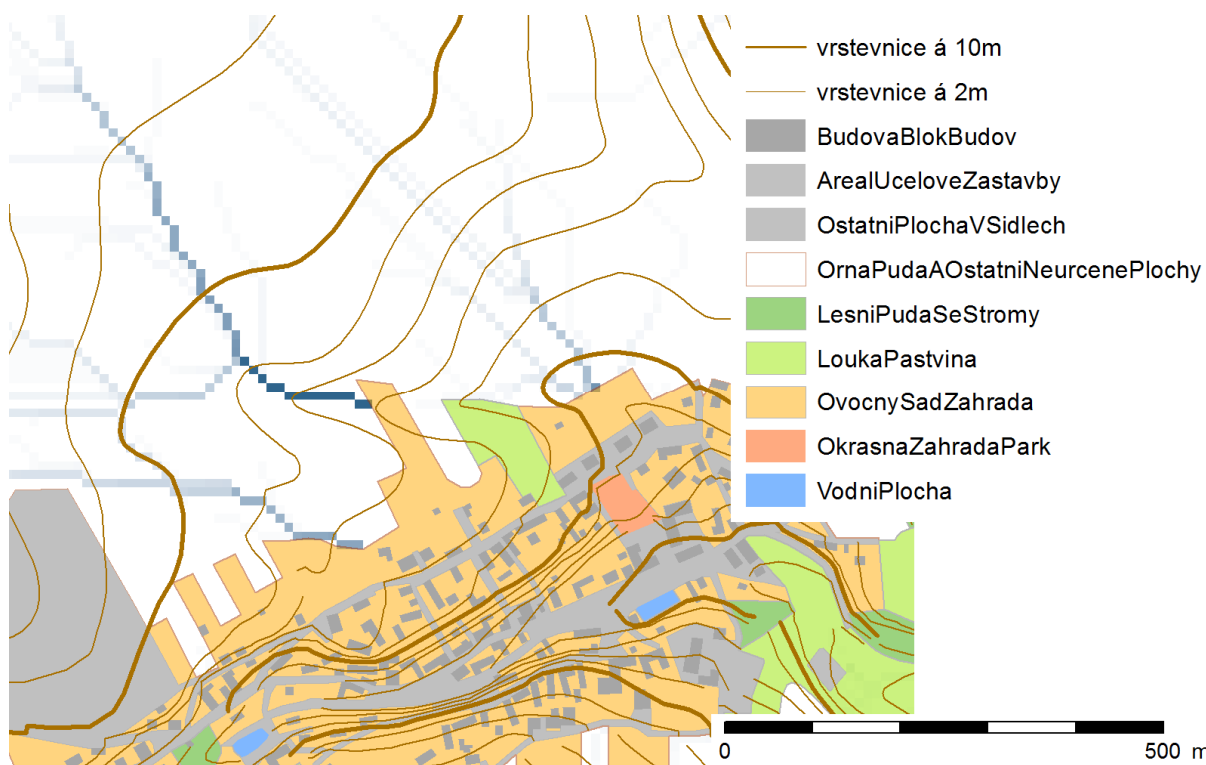 vrstevnice á 10m
vrstevnice á 2m
BudovaBlokBudov
ArealUceloveZastavby
OstatniPlochaVSidlech
OrnaPudaAOstatniNeurcenePlochy
LesniPudaSeStromy
LoukaPastvina
OvocnySadZahrada
OkrasnaZahradaPark
VodniPlocha
0 500 m